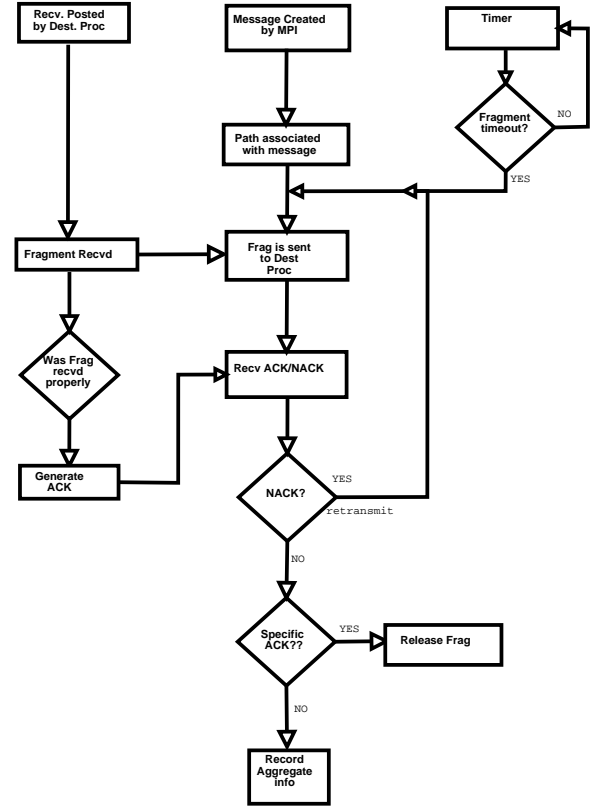 Recv. Posted
by Dest. Proc
Message Created
by MPI
Timer
Fragment
timeout?
NO
YES
Path associated
with message
Fragment Recvd
Frag is sent
to Dest
Proc
Was Frag
recvd
properly
Recv ACK/NACK
Generate
ACK
NACK?
YES
retransmit
NO
Specific
ACK??
YES
Release Frag
NO
Record
Aggregate
info